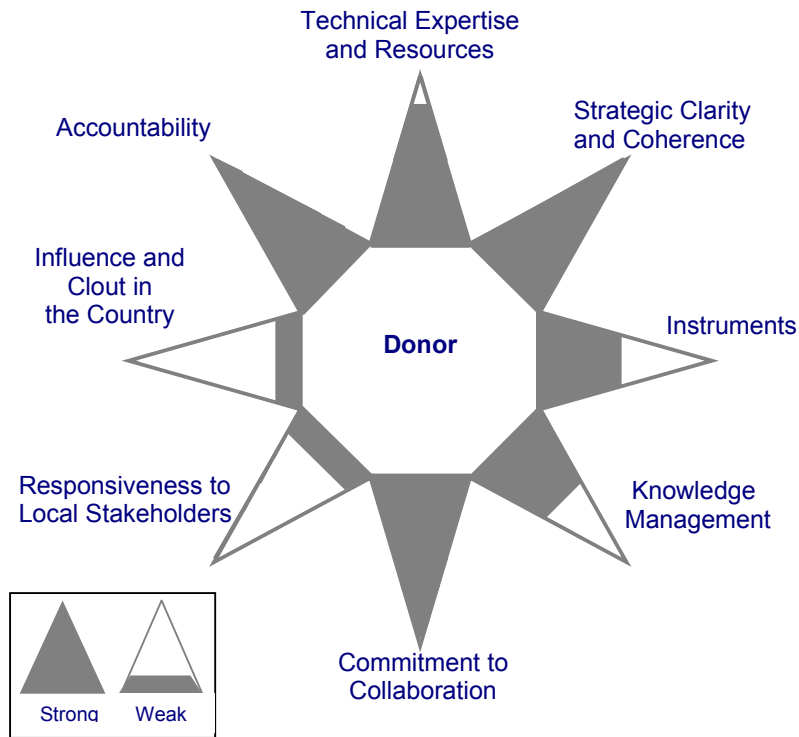 Technical Expertise
and Resources
Strategic Clarity
and Coherence
Accountability
Influence and
Clout in
the Country
Instruments
Donor
Responsiveness to
Local Stakeholders
Knowledge
Management
Commitment to
Collaboration
Strong
Weak